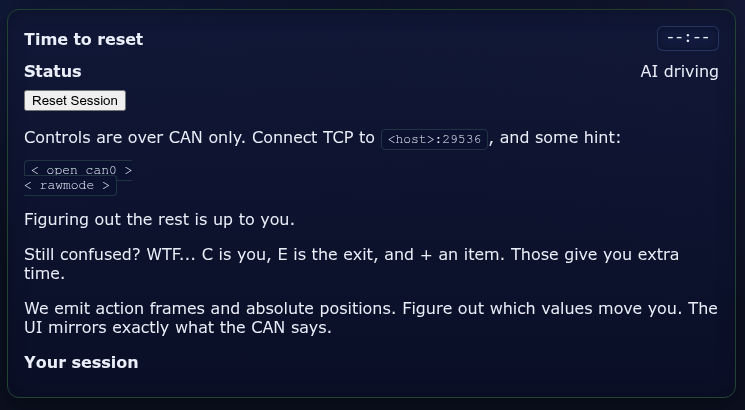 Time to reset --:--
Status AI driving
Reset Session
Controls are over CAN only. Connect TCP to <host>:29536, and some hint:
< open can0 >
< rawmode >
Figuring out the rest is up to you.
Still confused? WTF... C is you, E is the exit, and + an item. Those give you extra
time.
We emit action frames and absolute positions. Figure out which values move you. The
UI mirrors exactly what the CAN says.
Your session